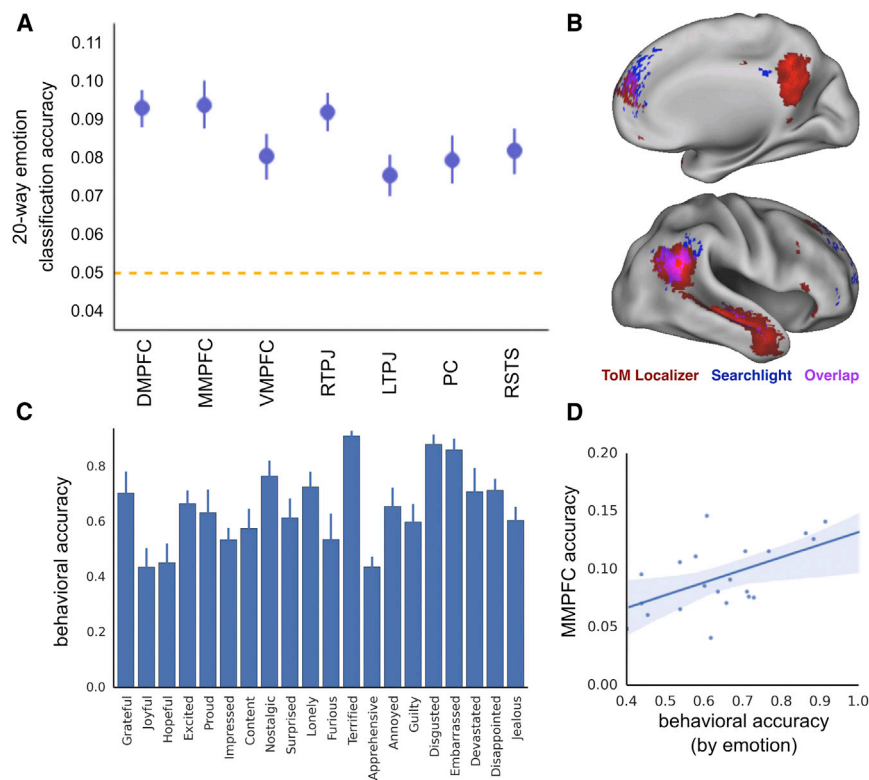 A
20-way emotion
classification accuracy
0.11
0.10
0.09
0.08
0.07
0.06
0.05
0.04
DMPFC
MMPFC
VMPFC
RTPJ
LTPJ
PC
RSTS
B
ToM Localizer Searchlight Overlap
C
behavioral accuracy
0.8
0.6
0.4
0.2
0.0
Grateful
Joyful
Hopeful
Excited
Proud
Impressed
Content
Nostalgic
Surprised
Lonely
Furious
Terrified
Apprehensive
Annoyed
Guilty
Disgusted
Embarrassed
Devastated
Disappointed
Jealous
D
MMPFC accuracy
0.20
0.15
0.10
0.05
0.00
0.4 0.5 0.6 0.7 0.8 0.9 1.0
behavioral accuracy
(by emotion)